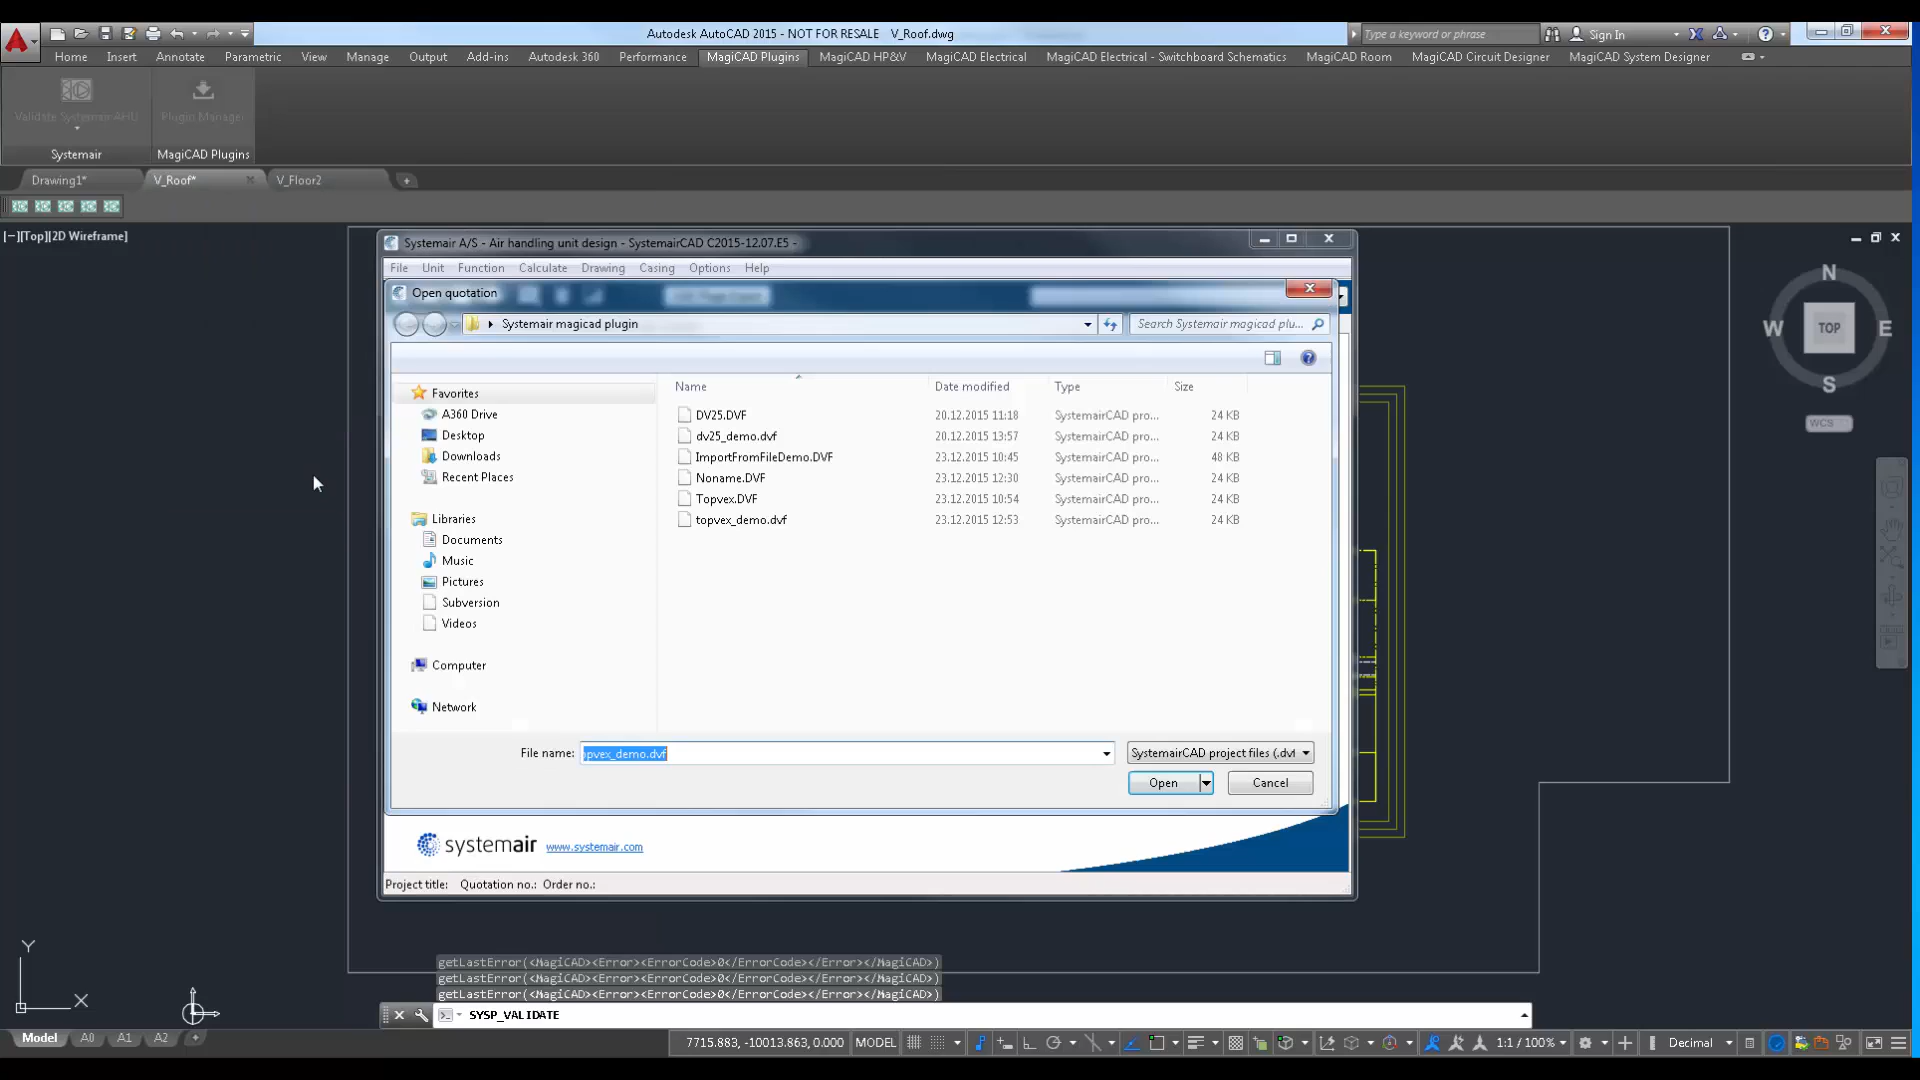 Autodesk AutoCAD 2015 - NOT FOR RESALE    V_Roof.dwg
Type a keyword or phrase
Sign In
Home Insert Annotate Parametric View Manage Output Add-ins Autodesk 360 Performance MagiCAD Plugins MagiCAD HP&V MagiCAD Electrical MagiCAD Electrical - Switchboard Schematics MagiCAD Room MagiCAD Circuit Designer MagiCAD System Designer
Validate Systemair AHU Plugin Manager
Systemair MagiCAD Plugins
Drawing1* V_Roof* V_Floor2
[−][Top][2D Wireframe]
Systemair A/S - Air handling unit design - SystemairCAD C2015-12.07.E5 -
File Unit Function Calculate Drawing Casing Options Help
Open quotation
Systemair magicad plugin
Search Systemair magicad plu...
Name Date modified Type Size
DV25.DVF 20.12.2015 11:18 SystemairCAD pro... 24 KB
dv25_demo.dvf 20.12.2015 13:57 SystemairCAD pro... 24 KB
ImportFromFileDemo.DVF 23.12.2015 10:45 SystemairCAD pro... 48 KB
Noname.DVF 23.12.2015 12:30 SystemairCAD pro... 24 KB
Topvex.DVF 23.12.2015 10:54 SystemairCAD pro... 24 KB
topvex_demo.dvf 23.12.2015 12:53 SystemairCAD pro... 24 KB
Favorites
A360 Drive
Desktop
Downloads
Recent Places
Libraries
Documents
Music
Pictures
Subversion
Videos
Computer
Network
File name: opvex_demo.dvf
SystemairCAD project files (.dvf
Open Cancel
systemair www.systemair.com
Project title: Quotation no.: Order no.:
N
W TOP E
S
WCS
Y
X
getLastError(<MagiCAD><Error><ErrorCode>0</ErrorCode></Error></MagiCAD>)
getLastError(<MagiCAD><Error><ErrorCode>0</ErrorCode></Error></MagiCAD>)
getLastError(<MagiCAD><Error><ErrorCode>0</ErrorCode></Error></MagiCAD>)
SYSP_VALIDATE
Model A0 A1 A2 +
7715.883, -10013.863, 0.000 MODEL 1:1 / 100% Decimal